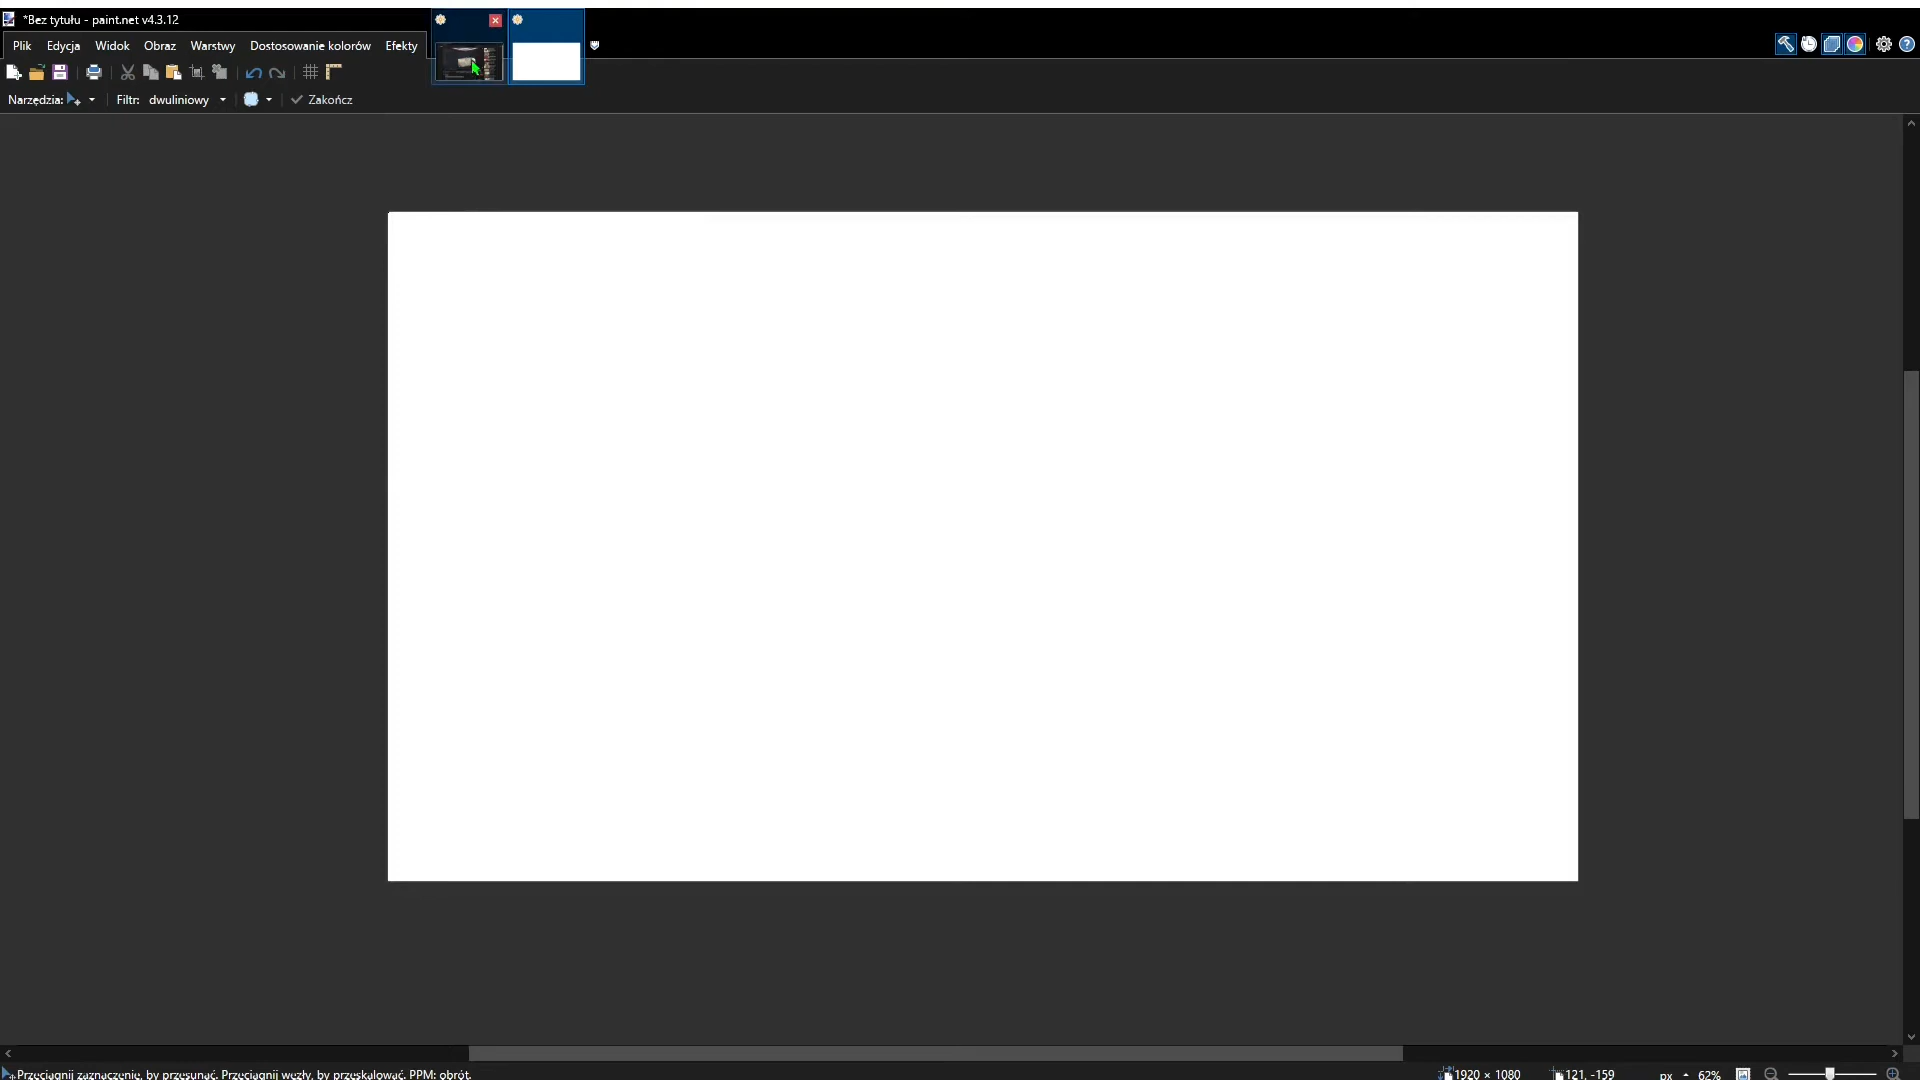 *Bez tytułu - paint.net v4.3.12
Plik Edycja Widok Obraz Warstwy Dostosowanie kolorów Efekty
Narzędzia: Filtr: dwuliniowy Zakończ
Przeciągnij zaznaczenie, by przesunąć. Przeciągnij węzły, by przeskalować. PPM: obrót. 1920 × 1080 121, -159 px 62%